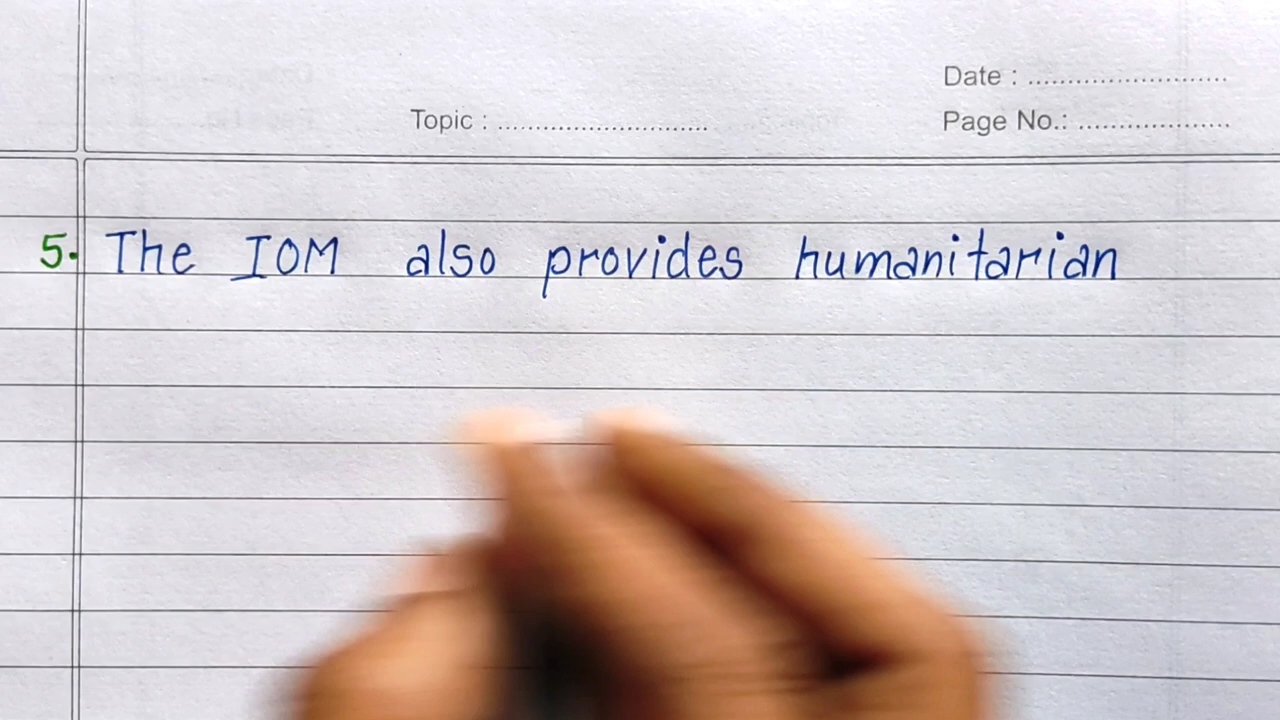 Date : ..........................
Topic : ...........................
Page No.: ....................
5. The IOM also provides humanitarian